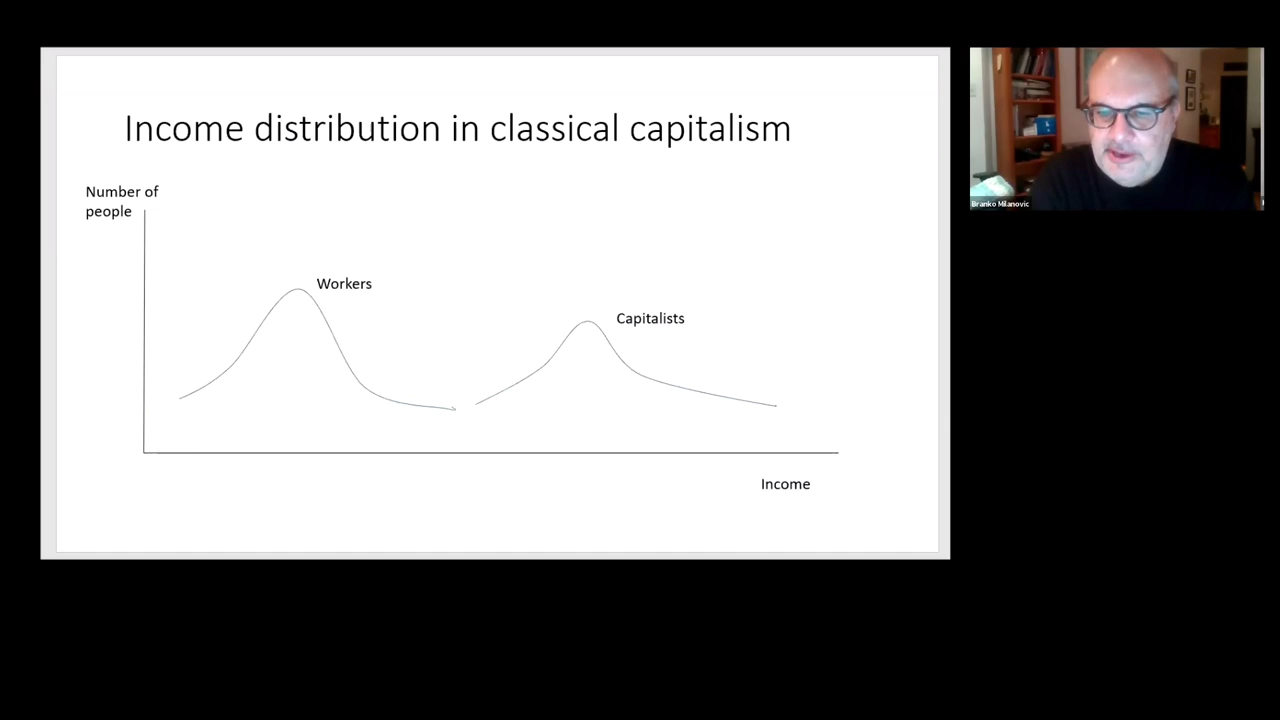 Income distribution in classical capitalism
Number of
people
Workers
Capitalists
Income
Branko Milanovic